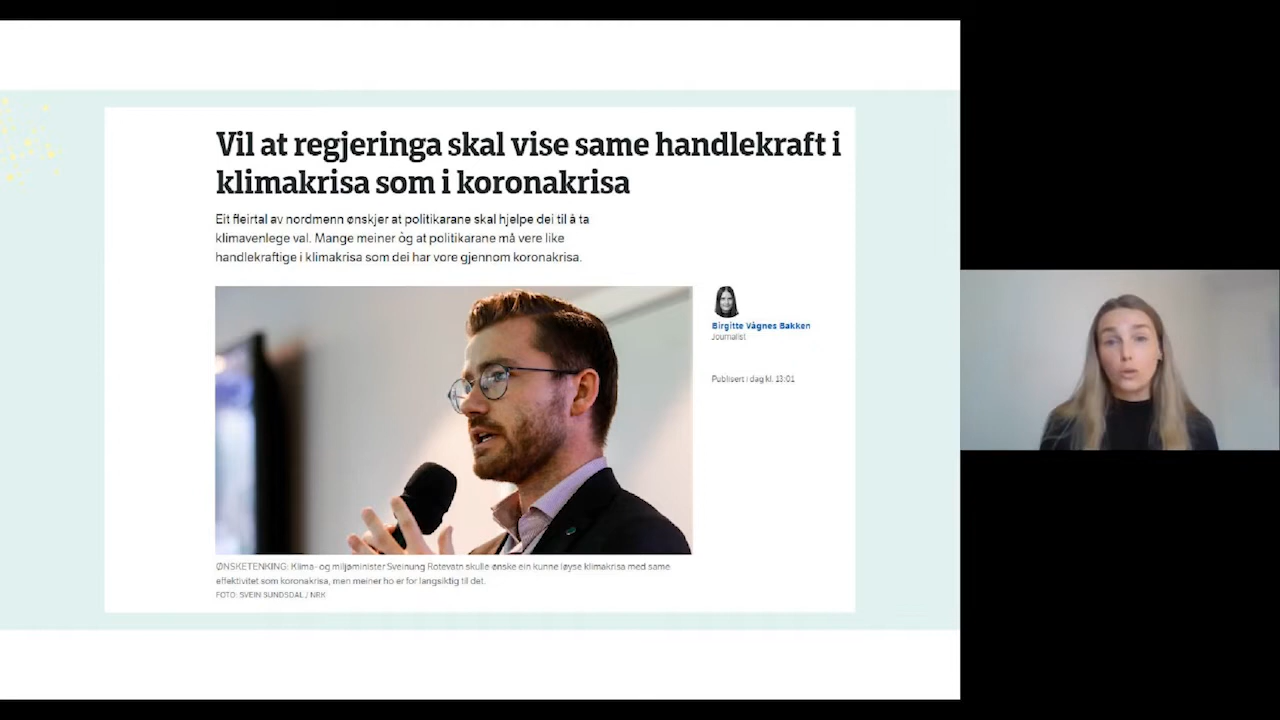 Vil at regjeringa skal vise same handlekraft i
klimakrisa som i koronakrisa
Eit fleirtal av nordmenn ønskjer at politikarane skal hjelpe dei til å ta
klimavenlege val. Mange meiner òg at politikarane må vere like
handlekraftige i klimakrisa som dei har vore gjennom koronakrisa.
Birgitte Vågnes Bakken
Journalist
Publisert i dag kl. 13:01
ØNSKETENKING: Klima- og miljøminister Sveinung Rotevatn skulle ønske ein kunne løyse klimakrisa med same
effektivitet som koronakrisa, men meiner ho er for langsiktig til det.
FOTO: SVEIN SUNDSDAL / NRK